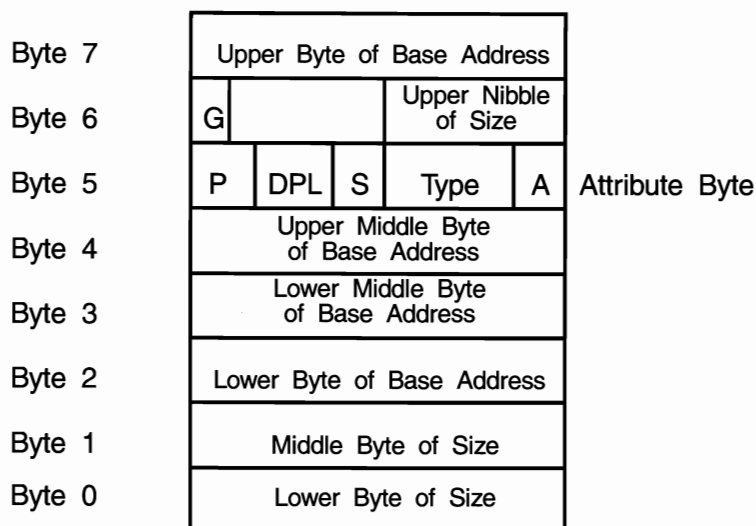 Byte 7
Upper Byte of Base Address
Byte 6
G
Upper Nibble
of Size
Byte 5
P
DPL
S
Type
A
Attribute Byte
Byte 4
Upper Middle Byte
of Base Address
Byte 3
Lower Middle Byte
of Base Address
Byte 2
Lower Byte of Base Address
Byte 1
Middle Byte of Size
Byte 0
Lower Byte of Size